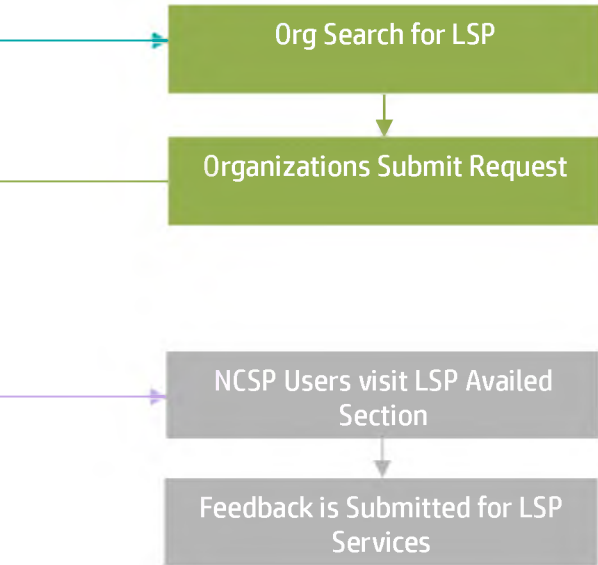 Org Search for LSP
Organizations Submit Request
NCSP Users visit LSP Availed
Section
Feedback is Submitted for LSP
Services